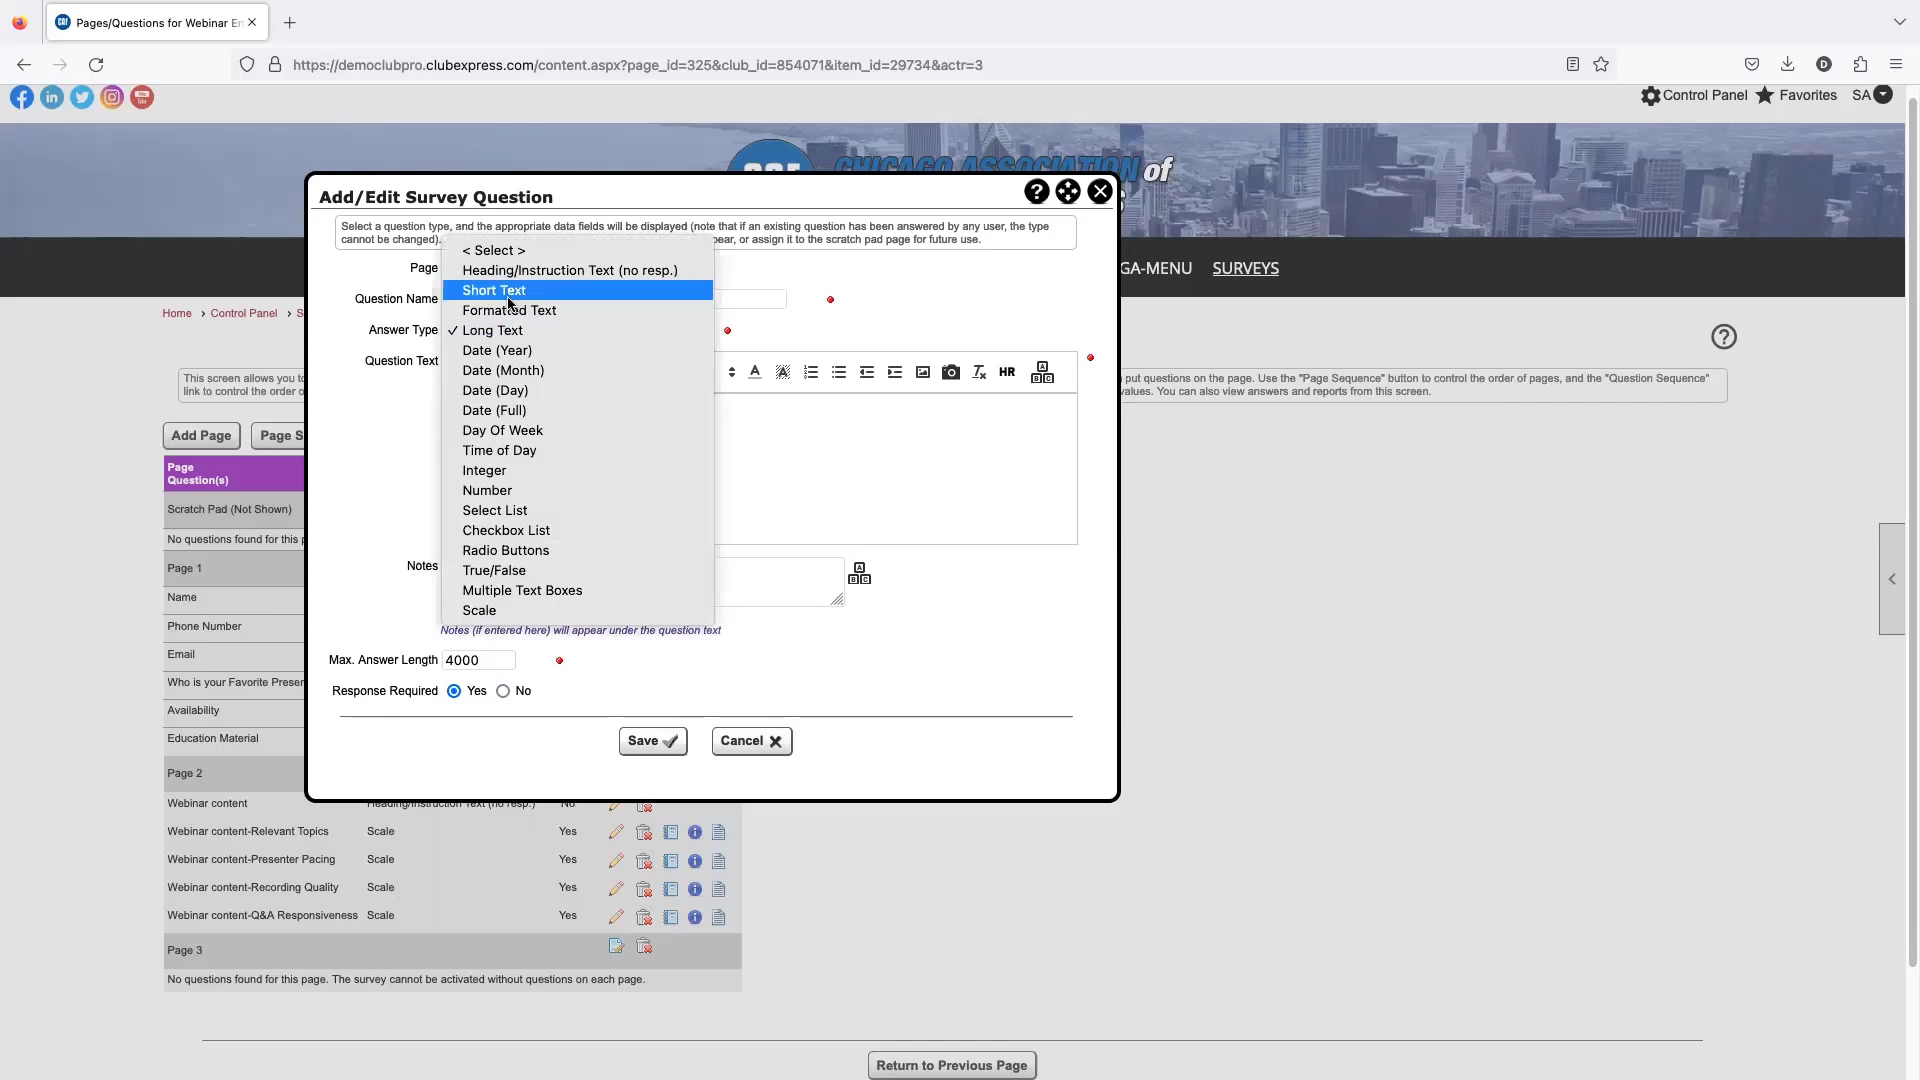 Pages/Questions for Webinar En
https://democlubpro.clubexpress.com/content.aspx?page_id=325&club_id=854071&item_id=29734&actr=3
Control Panel
Favorites
SA
CHICAGO ASSOCIATION of
GA-MENU
SURVEYS
Home
Control Panel
S
Add/Edit Survey Question
Select a question type, and the appropriate data fields will be displayed (note that if an existing question has been answered by any user, the type
cannot be changed).
pear, or assign it to the scratch pad page for future use.
Page
Question Name
Answer Type
Question Text
< Select >
Heading/Instruction Text (no resp.)
Short Text
Formatted Text
Long Text
Date (Year)
Date (Month)
Date (Day)
Date (Full)
Day Of Week
Time of Day
Integer
Number
Select List
Checkbox List
Radio Buttons
True/False
Multiple Text Boxes
Scale
HR
Notes
Notes (if entered here) will appear under the question text
Max. Answer Length
4000
Response Required
Yes
No
Save
Cancel
This screen allows you to
put questions on the page. Use the "Page Sequence" button to control the order of pages, and the "Question Sequence"
link to control the order o
values. You can also view answers and reports from this screen.
Add Page
Page S
Page
Question(s)
Scratch Pad (Not Shown)
No questions found for this p
Page 1
Name
Phone Number
Email
Who is your Favorite Presen
Availability
Education Material
Page 2
Webinar content Heading/Instruction Text (no resp.) No
Webinar content-Relevant Topics Scale Yes
Webinar content-Presenter Pacing Scale Yes
Webinar content-Recording Quality Scale Yes
Webinar content-Q&A Responsiveness Scale Yes
Page 3
No questions found for this page. The survey cannot be activated without questions on each page.
Return to Previous Page